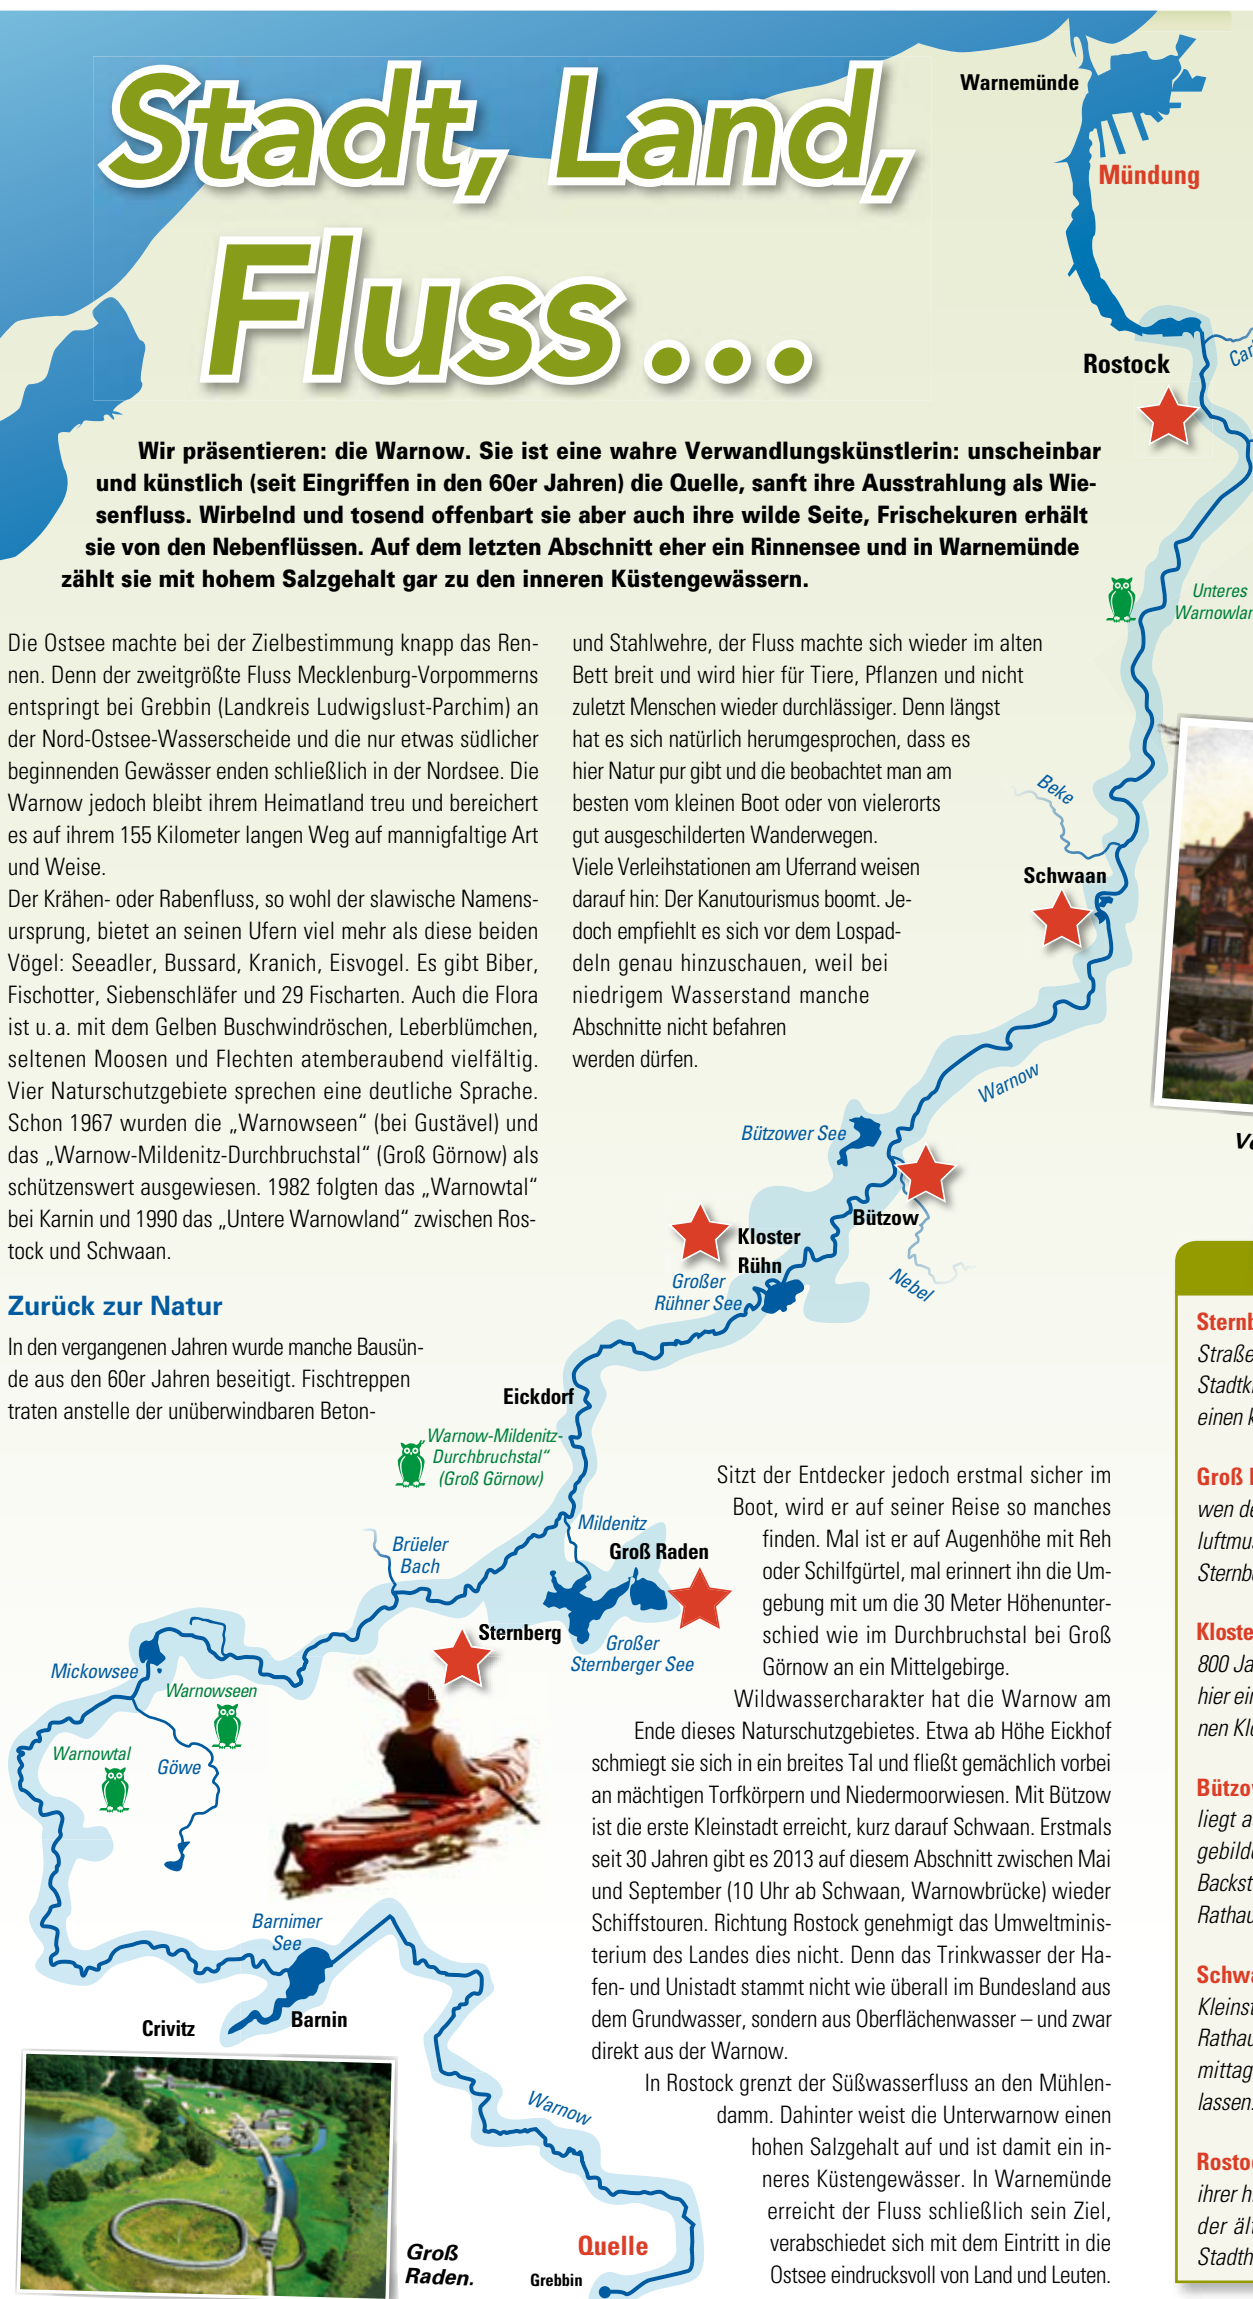 Stadt, Land,
Fluss...
Warnemünde
Mündung
Rostock
Wir präsentieren: die Warnow. Sie ist eine wahre Verwandlungskünstlerin: unscheinbar
und künstlich (seit Eingriffen in den 60er Jahren) die Quelle, sanft ihre Ausstrahlung als Wie-
senfluss. Wirbelnd und tosend offenbart sie aber auch ihre wilde Seite, Frischekuren erhält
sie von den Nebenflüssen. Auf dem letzten Abschnitt eher ein Rinnensee und in Warnemünde
zählt sie mit hohem Salzgehalt gar zu den inneren Küstengewässern.
Die Ostsee machte bei der Zielbestimmung knapp das Ren-
nen. Denn der zweitgrößte Fluss Mecklenburg-Vorpommerns
entspringt bei Grebbin (Landkreis Ludwigslust-Parchim) an
der Nord-Ostsee-Wasserscheide und die nur etwas südlicher
beginnenden Gewässer enden schließlich in der Nordsee. Die
Warnow jedoch bleibt ihrem Heimatland treu und bereichert
es auf ihrem 155 Kilometer langen Weg auf mannigfaltige Art
und Weise.
Der Krähen- oder Rabenfluss, so wohl der slawische Namens-
ursprung, bietet an seinen Ufern viel mehr als diese beiden
Vögel: Seeadler, Bussard, Kranich, Eisvogel. Es gibt Biber,
Fischotter, Siebenschläfer und 29 Fischarten. Auch die Flora
ist u. a. mit dem Gelben Buschwindröschen, Leberblümchen,
seltenen Moosen und Flechten atemberaubend vielfältig.
Vier Naturschutzgebiete sprechen eine deutliche Sprache.
Schon 1967 wurden die „Warnowseen“ (bei Gustävel) und
das „Warnow-Mildenitz-Durchbruchstal“ (Groß Görnow) als
schützenswert ausgewiesen. 1982 folgten das „Warnowtal“
bei Karnin und 1990 das „Untere Warnowland“ zwischen Ros-
tock und Schwaan.
Zurück zur Natur
In den vergangenen Jahren wurde manche Bausün-
de aus den 60er Jahren beseitigt. Fischtreppen
traten anstelle der unüberwindbaren Beton-
und Stahlwehre, der Fluss machte sich wieder im alten
Bett breit und wird hier für Tiere, Pflanzen und nicht
zuletzt Menschen wieder durchlässiger. Denn längst
hat es sich natürlich herumgesprochen, dass es
hier Natur pur gibt und die beobachtet man am
besten vom kleinen Boot oder von vielerorts
gut ausgeschilderten Wanderwegen.
Viele Verleihstationen am Uferrand weisen
darauf hin: Der Kanutourismus boomt. Je-
doch empfiehlt es sich vor dem Lospad-
deln genau hinzuschauen, weil bei
niedrigem Wasserstand manche
Abschnitte nicht befahren
werden dürfen.
Unteres
Beke
Schwaan
Warnow
Bützower See
Bützow
Kloster
Rühn
Großer
Rühner See
Nebel
Eickdorf
„Warnow-Mildenitz-
Durchbruchstal“
(Groß Görnow)
Mildenitz
Brüeler
Bach
Groß Raden
Sternberg
Großer
Sternberger See
Mickowsee
Warnowseen
Warnowtal
Göwe
Barnimer
See
Barnin
Crivitz
Warnow
Groß
Raden.
Quelle
Grebbin
Sitzt der Entdecker jedoch erstmal sicher im
Boot, wird er auf seiner Reise so manches
finden. Mal ist er auf Augenhöhe mit Reh
oder Schilfgürtel, mal erinnert ihn die Um-
gebung mit um die 30 Meter Höhenunter-
schied wie im Durchbruchstal bei Groß
Görnow an ein Mittelgebirge.
Wildwassercharakter hat die Warnow am
Ende dieses Naturschutzgebietes. Etwa ab Höhe Eickhof
schmiegt sie sich in ein breites Tal und fließt gemächlich vorbei
an mächtigen Torfkörpern und Niedermoorwiesen. Mit Bützow
ist die erste Kleinstadt erreicht, kurz darauf Schwaan. Erstmals
seit 30 Jahren gibt es 2013 auf diesem Abschnitt zwischen Mai
und September (10 Uhr ab Schwaan, Warnowbrücke) wieder
Schiffstouren. Richtung Rostock genehmigt das Umweltminis-
terium des Landes dies nicht. Denn das Trinkwasser der Ha-
fen- und Unistadt stammt nicht wie überall im Bundesland aus
dem Grundwasser, sondern aus Oberflächenwasser – und zwar
direkt aus der Warnow.
In Rostock grenzt der Süßwasserfluss an den Mühlen-
damm. Dahinter weist die Unterwarnow einen
hohen Salzgehalt auf und ist damit ein in-
neres Küstengewässer. In Warnemünde
erreicht der Fluss schließlich sein Ziel,
verabschiedet sich mit dem Eintritt in die
Ostsee eindrucksvoll von Land und Leuten.
Straße
einen
Groß
800
hier
nen
liegt
ihrer
der